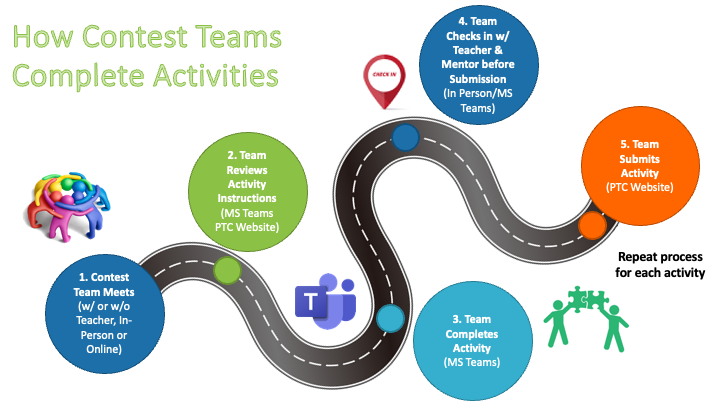 How Contest Teams
Complete Activities
4. Team
Checks in w/
Teacher &
Mentor before
Submission
(In Person/MS
Teams)
CHECK IN
2. Team
Reviews
Activity
Instructions
(MS Teams
PTC Website)
5. Team
Submits
Activity
(PTC Website)
1. Contest
Team Meets
(w/ or w/o
Teacher, In-
Person or
Online)
T
3. Team
Completes
Activity
(MS Teams)
Repeat process
for each activity